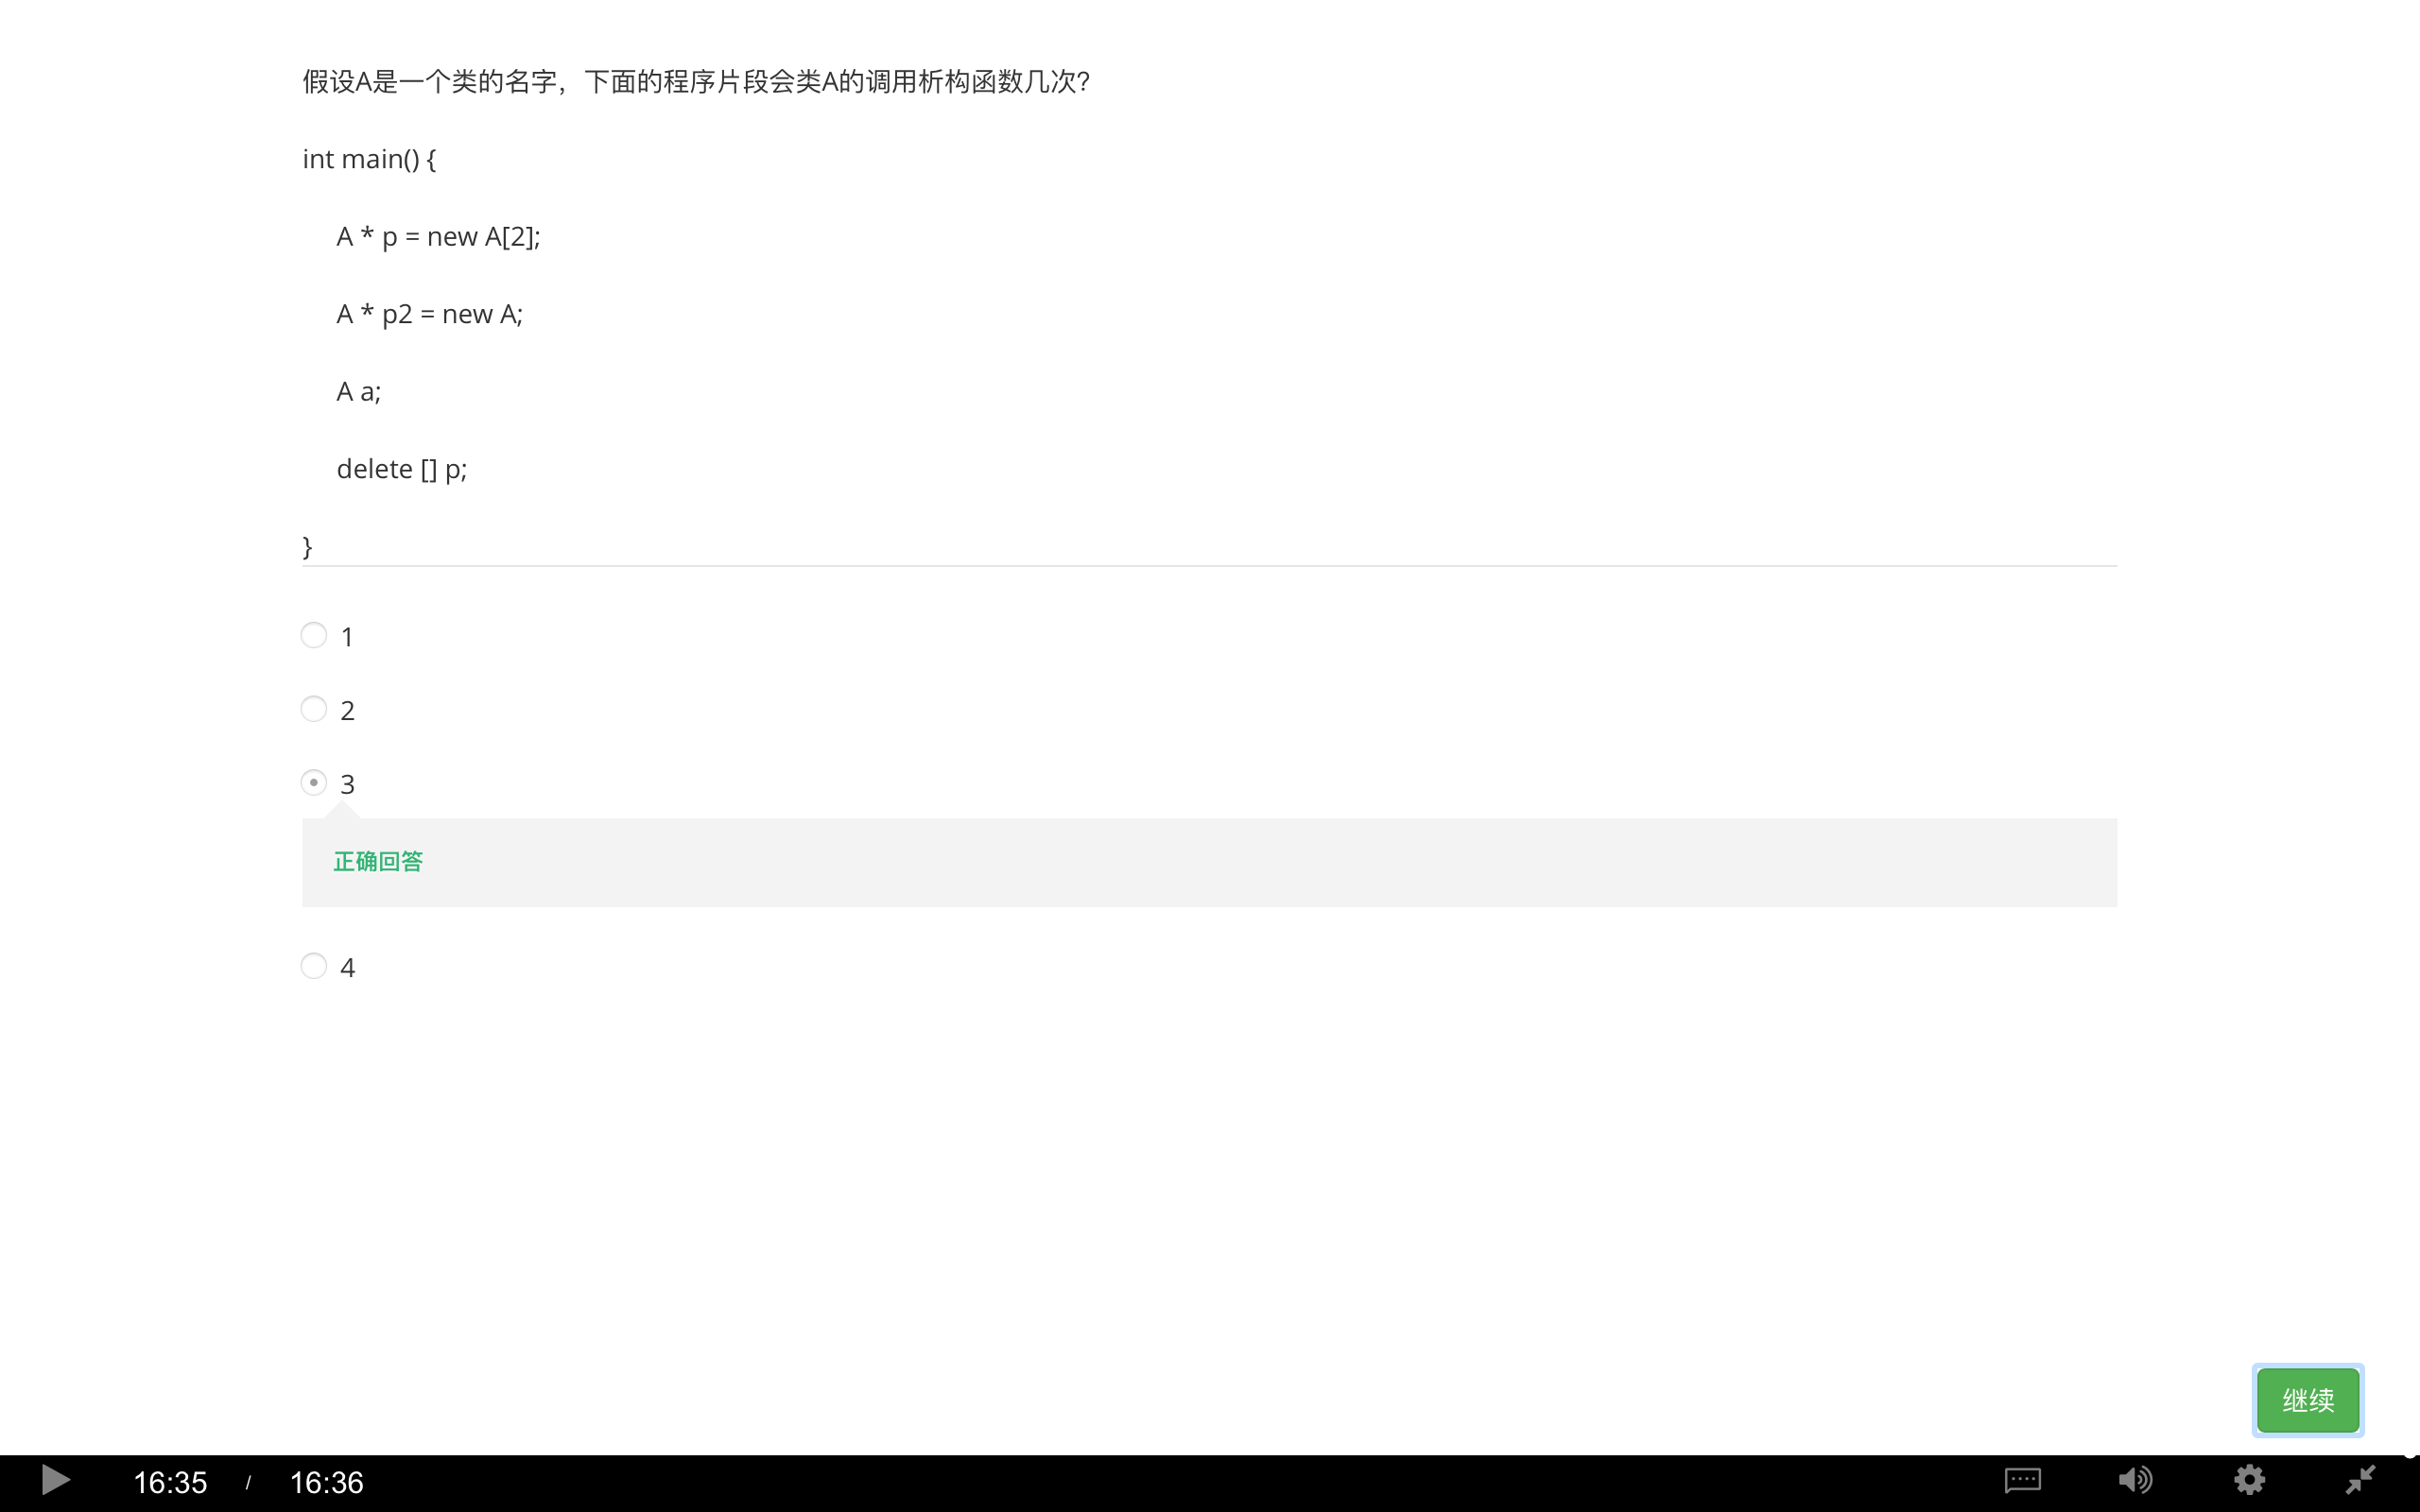 假设A是一个类的名字，下面的程序片段会类A的调用析构函数几次？
int main() {
A * p = new A[2];
A * p2 = new A;
A a;
delete [] p;
}
1
2
3
正确回答
4
继续
16:35 / 16:36